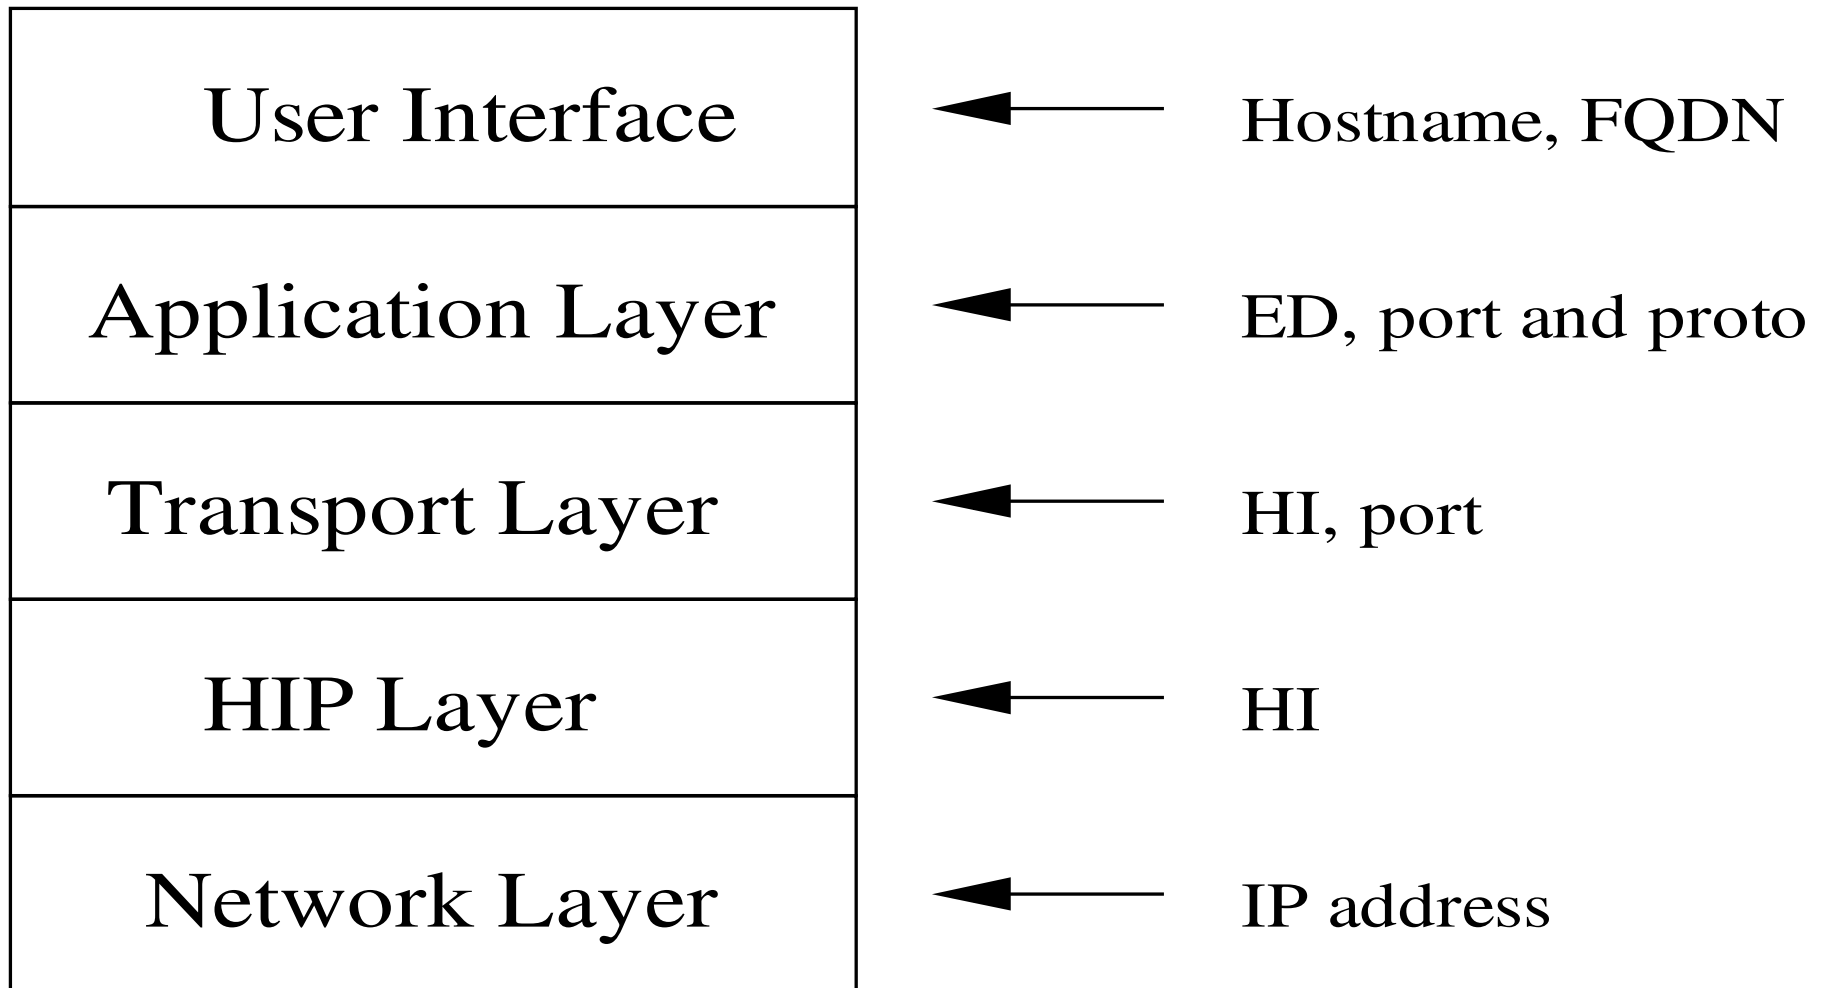 User Interface
Hostname, FQDN
Application Layer
ED, port and proto
Transport Layer
HI, port
HIP Layer
HI
Network Layer
IP address